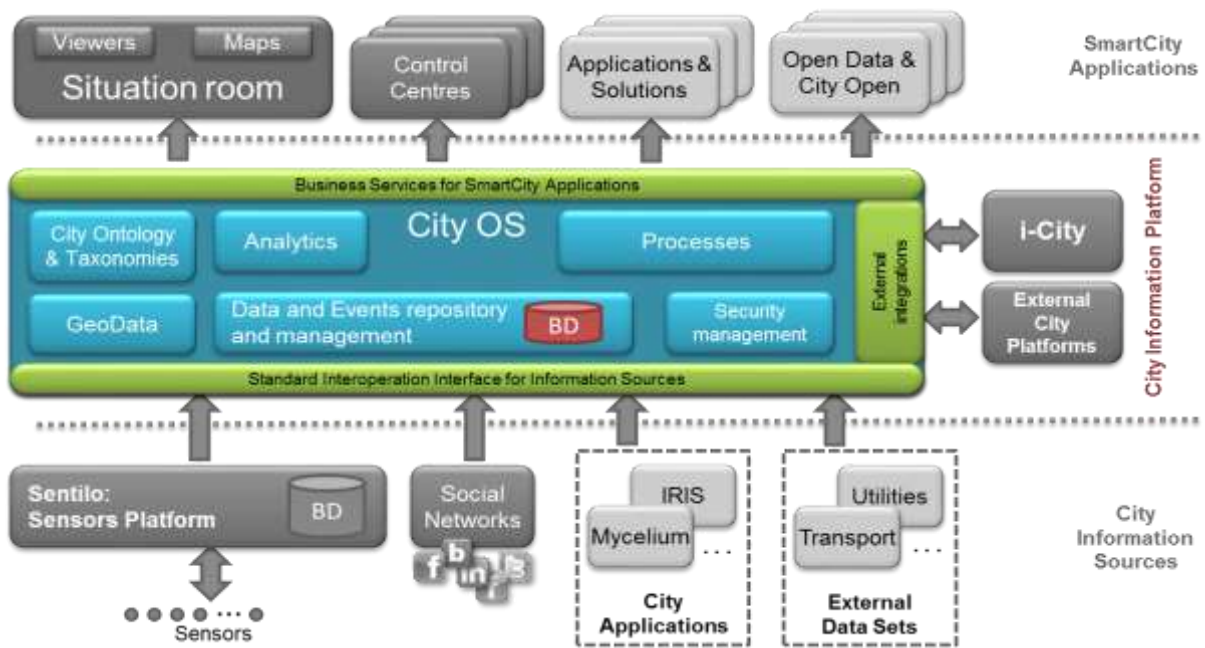 Viewers
Maps
Situation room
Control
Centres
Applications &
Solutions
Open Data &
City Open
SmartCity
Applications
Business Services for SmartCity Applications
City OS
City Ontology
& Taxonomies
Analytics
Processes
GeoData
Data and Events repository
and management
BD
Security
management
External
integrations
i-City
External
City
Platforms
City Information Platform
Standard Interoperation Interface for Information Sources
Sentilo:
Sensors Platform
BD
Sensors
Social
Networks
f
b
in
IRIS
Mycelium
...
City
Applications
Utilities
Transport
...
External
Data Sets
City
Information
Sources